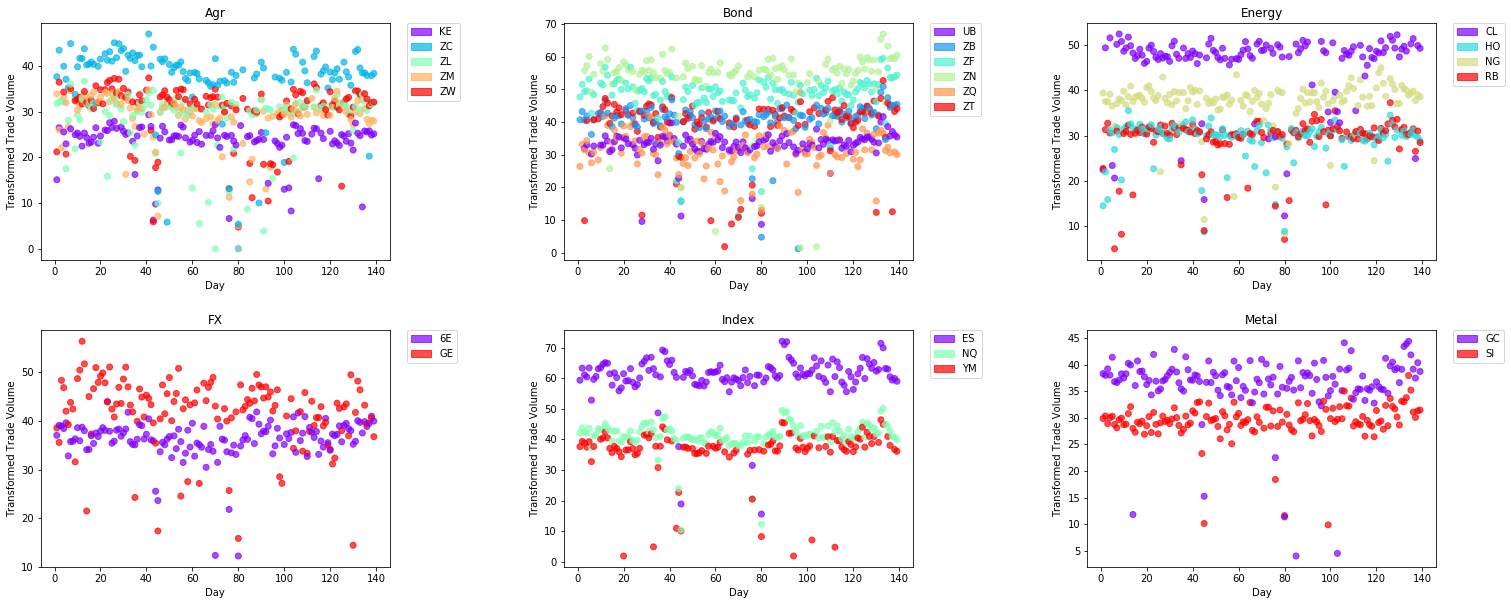 Agr
Transformed Trade Volume
40
30
20
10
0
0 20 40 60 80 100 120 140
Day
KE
ZC
ZL
ZM
ZW
Bond
Transformed Trade Volume
70
60
50
40
30
20
10
0
0 20 40 60 80 100 120 140
Day
UB
ZB
ZF
ZN
ZQ
ZT
Energy
Transformed Trade Volume
50
40
30
20
10
0 20 40 60 80 100 120 140
Day
CL
HO
NG
RB
FX
Transformed Trade Volume
50
40
30
20
10
0 20 40 60 80 100 120 140
Day
6E
GE
Index
Transformed Trade Volume
70
60
50
40
30
20
10
0
0 20 40 60 80 100 120 140
Day
ES
NQ
YM
Metal
Transformed Trade Volume
45
40
35
30
25
20
15
10
5
0 20 40 60 80 100 120 140
Day
GC
SI